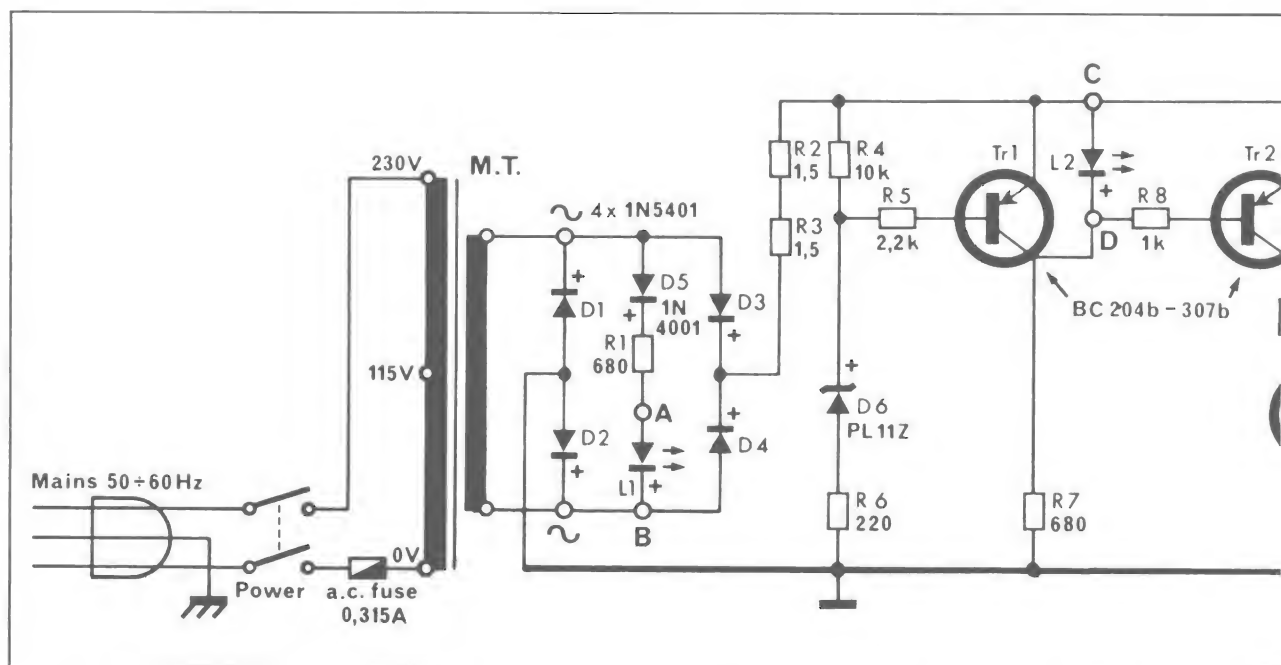 C
230V
M.T.
R2
1,5
R4
10k
Tr1
L2
+
Tr2
∼ 4 x 1N5401
R3
1,5
R5
2,2k
D
R8
1k
+
D1
D5
1N
4001
+
D3
+
BC 204b – 307b
R1
680
115V
A
+
D6
PL11Z
D2
+
+
D4
L1
+
Mains 50÷60Hz
R6
220
R7
680
∼
B
0V
Power
a.c. fuse
0,315A